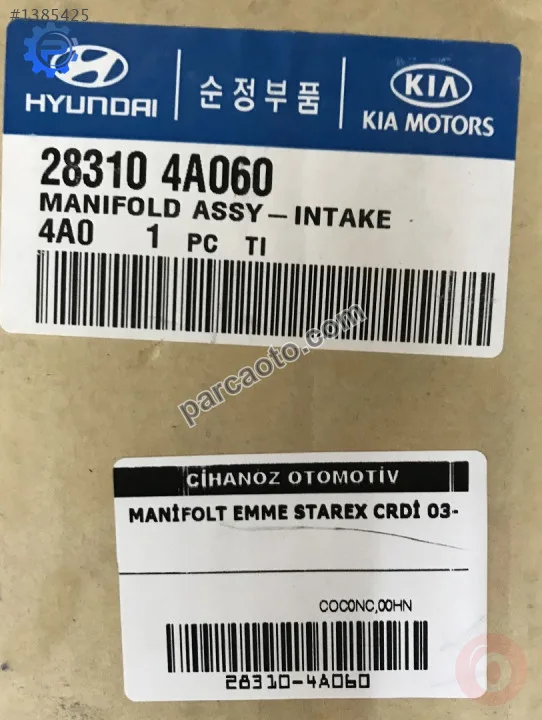 #1385425
HYUNDAI
순정부품
KIA
KIA MOTORS
28310 4A060
MANIFOLD ASSY – INTAKE
4A0 1 PC TI
parcaoto.com
CİHANOZ OTOMOTİV
MANİFOLT EMME STAREX CRDİ 03-
COCONC,00HN
28310-4A060